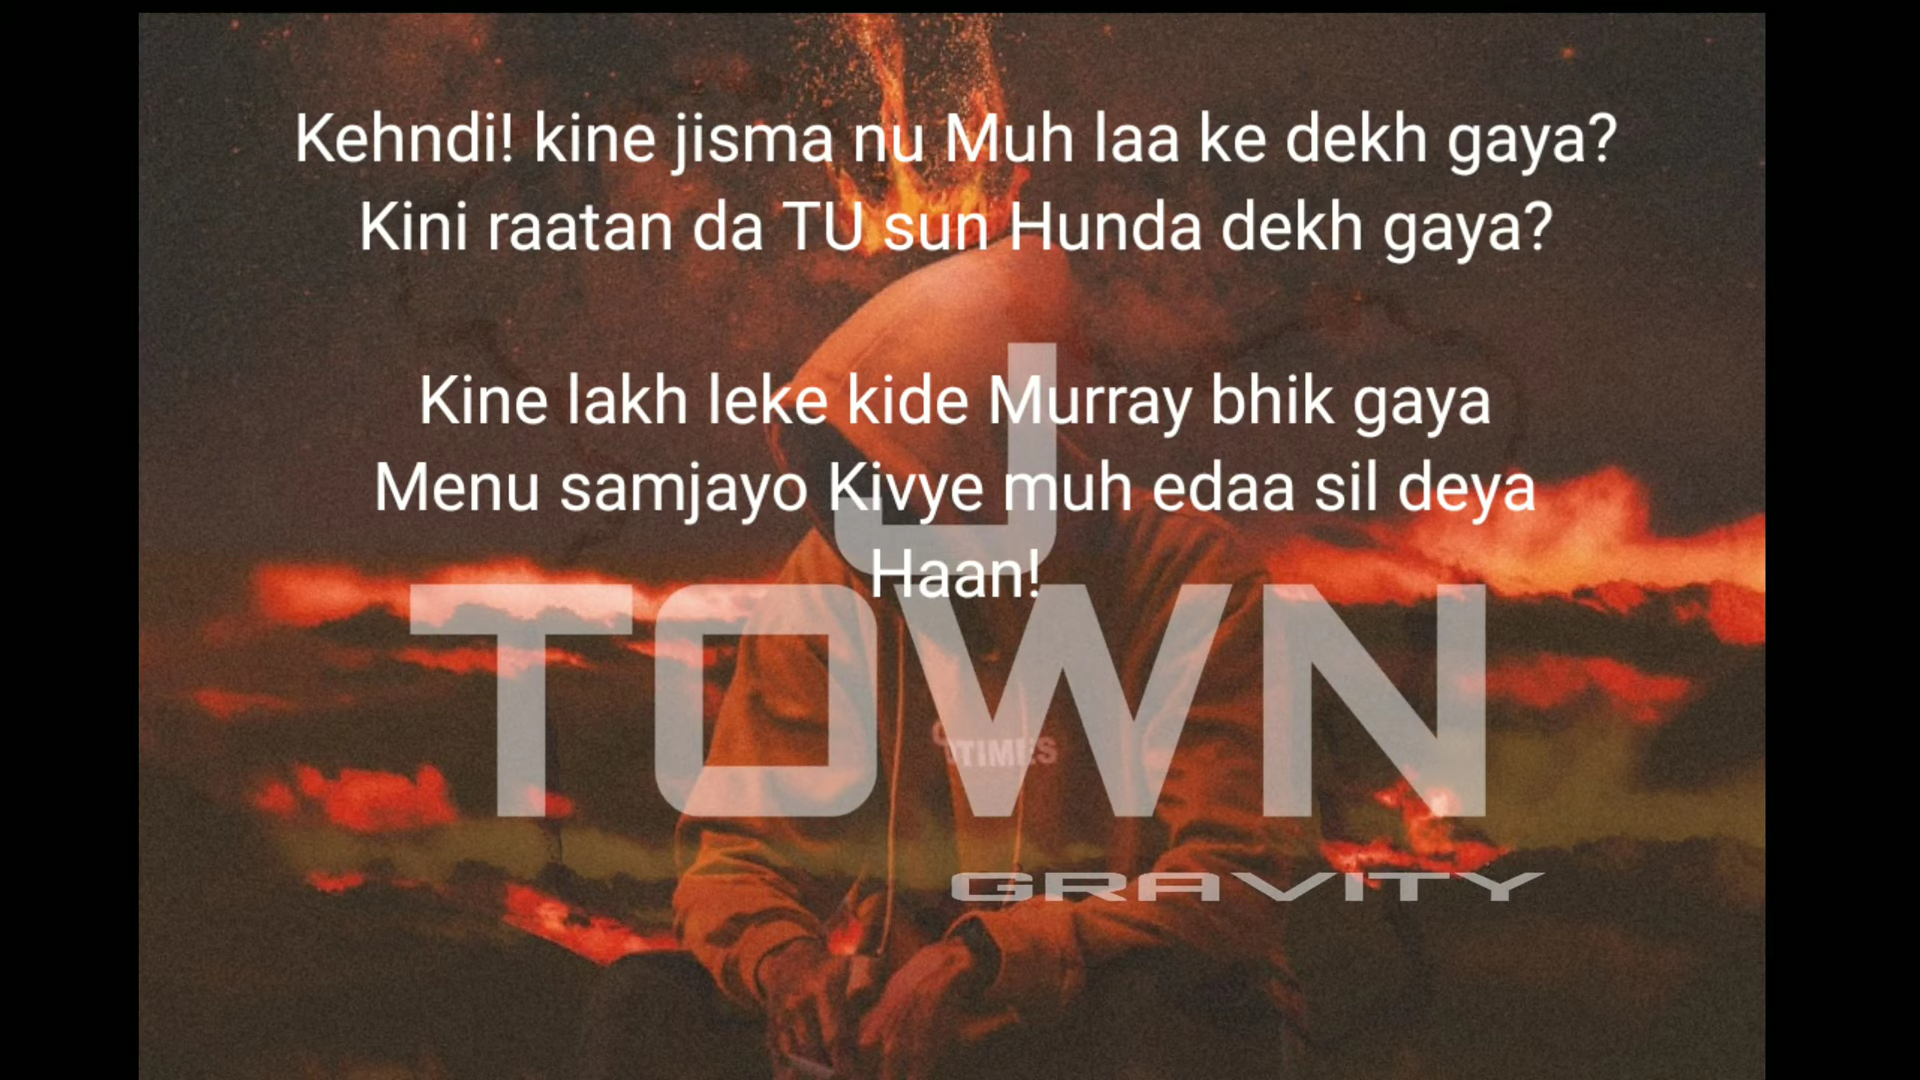 Kehndi! kine jisma nu Muh laa ke dekh gaya?
Kini raatan da TU sun Hunda dekh gaya?
Kine lakh leke kide Murray bhik gaya
Menu samjayo Kivye muh edaa sil deya
Haan!
J
TOWN
TIMES
GRAVITY